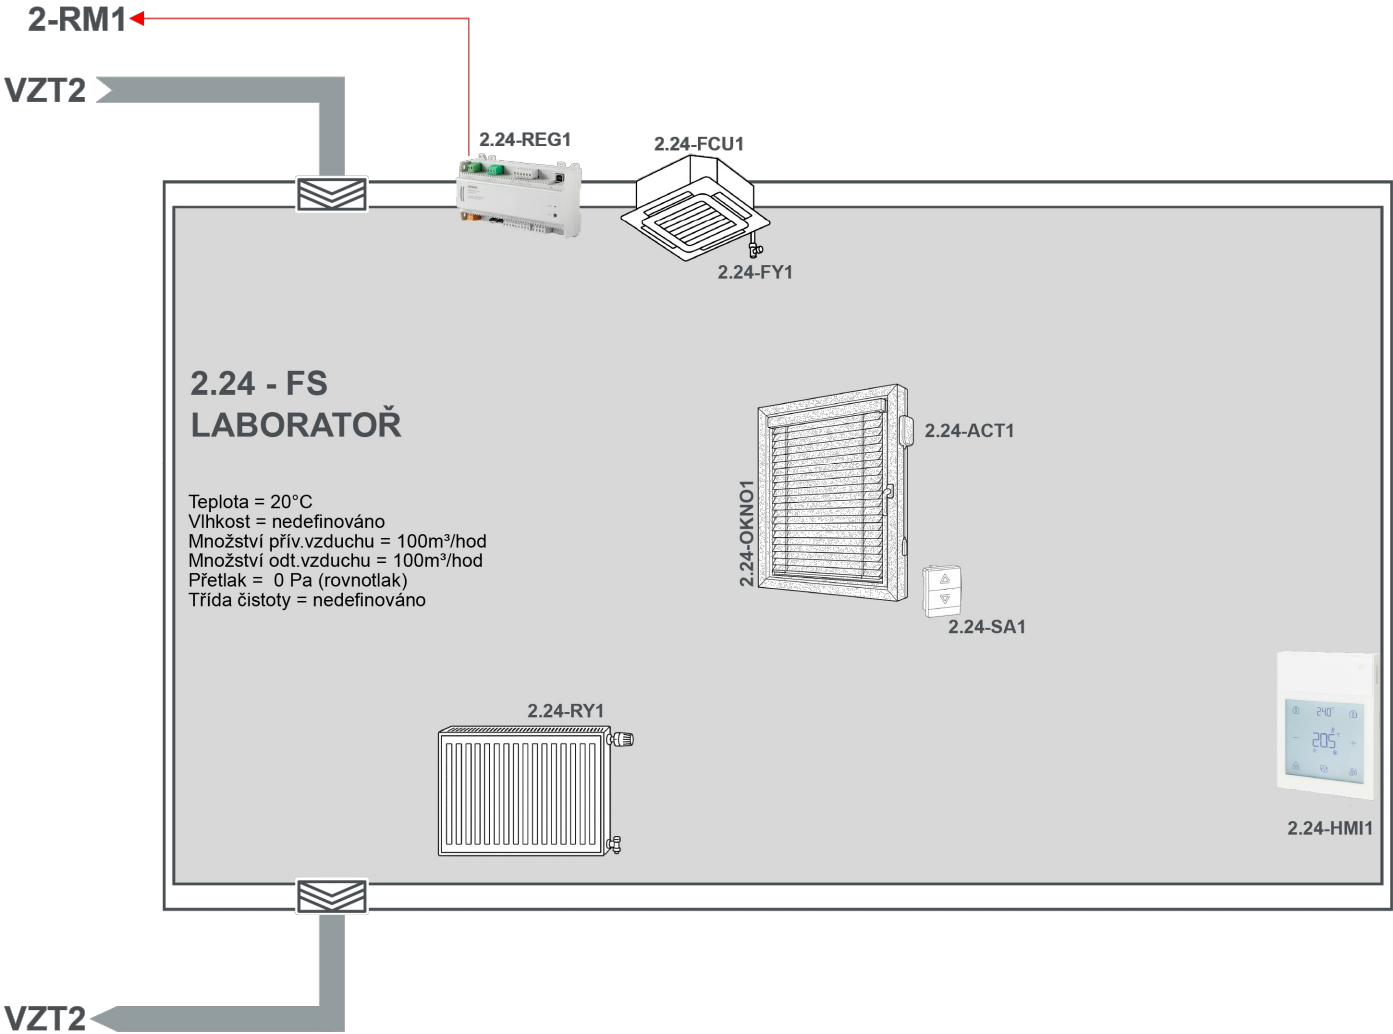 2-RM1
VZT2
2.24-REG1
2.24-FCU1
2.24-FY1
2.24 - FS
LABORATOŘ
Teplota = 20°C
Vlhkost = nedefinováno
Množství přív.vzduchu = 100m³/hod
Množství odt.vzduchu = 100m³/hod
Přetlak =  0 Pa (rovnotlak)
Třída čistoty = nedefinováno
2.24-OKNO1
2.24-ACT1
2.24-SA1
2.24-RY1
240°
205
2.24-HMI1
VZT2